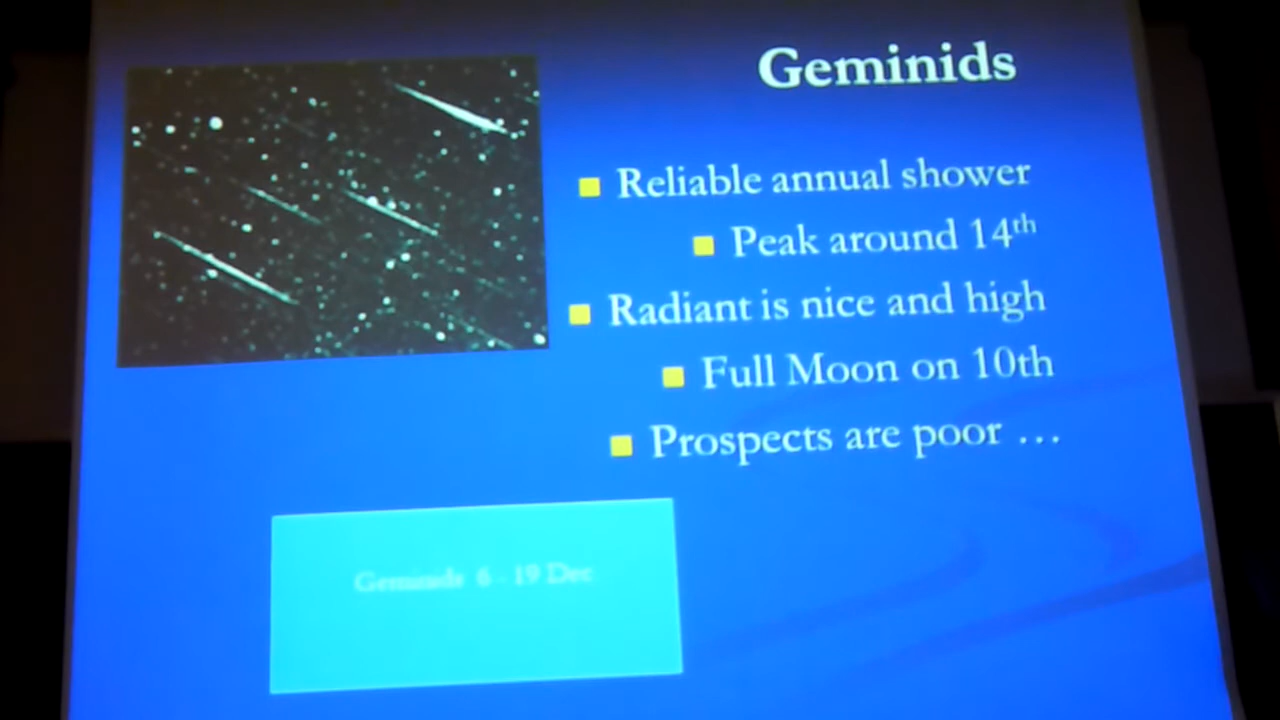 Geminids
Reliable annual shower
Peak around 14th
Radiant is nice and high
Full Moon on 10th
Prospects are poor …
Geminids 6 - 19 Dec